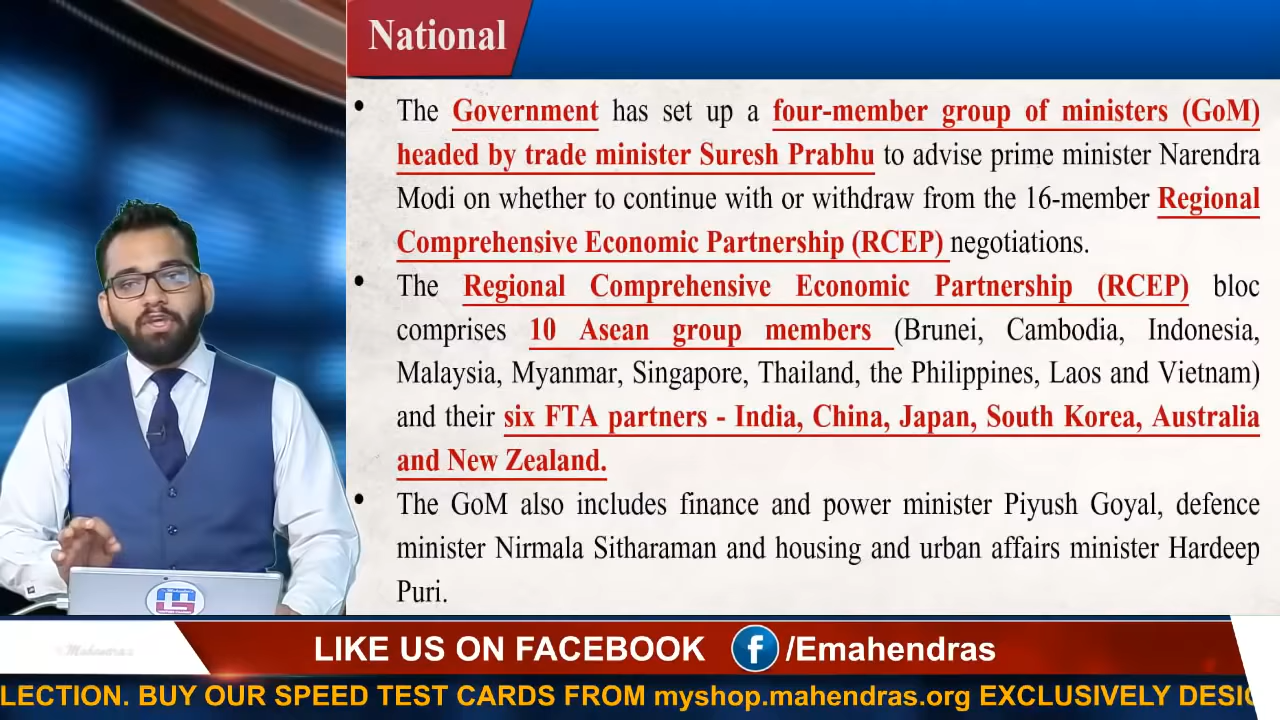 National
• The Government has set up a four-member group of ministers (GoM)
headed by trade minister Suresh Prabhu to advise prime minister Narendra
Modi on whether to continue with or withdraw from the 16-member Regional
Comprehensive Economic Partnership (RCEP) negotiations.
• The Regional Comprehensive Economic Partnership (RCEP) bloc
comprises 10 Asean group members (Brunei, Cambodia, Indonesia,
Malaysia, Myanmar, Singapore, Thailand, the Philippines, Laos and Vietnam)
and their six FTA partners - India, China, Japan, South Korea, Australia
and New Zealand.
• The GoM also includes finance and power minister Piyush Goyal, defence
minister Nirmala Sitharaman and housing and urban affairs minister Hardeep
Puri.
Mahendras
LIKE US ON FACEBOOK f /Emahendras
LECTION. BUY OUR SPEED TEST CARDS FROM myshop.mahendras.org EXCLUSIVELY DESIG